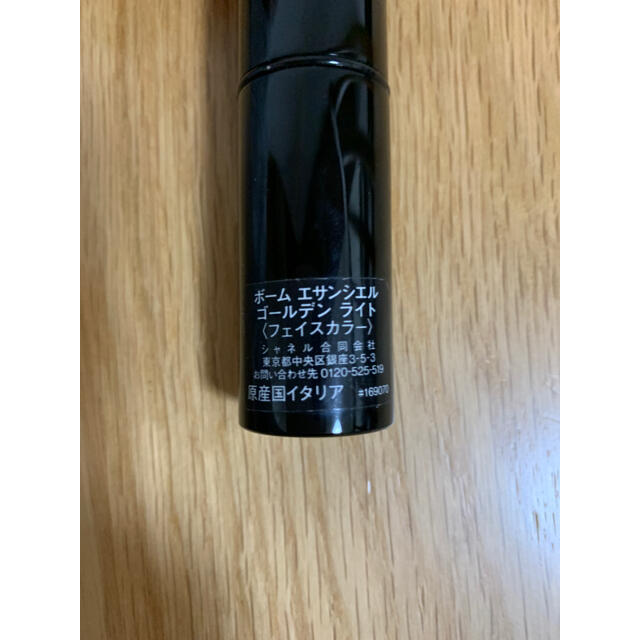 ボーム エサンシエル
ゴールデン ライト
〈フェイスカラー〉
シャネル合同会社
東京都中央区銀座3-5-3
お問い合わせ先 0120-525-519
原産国イタリア #169070